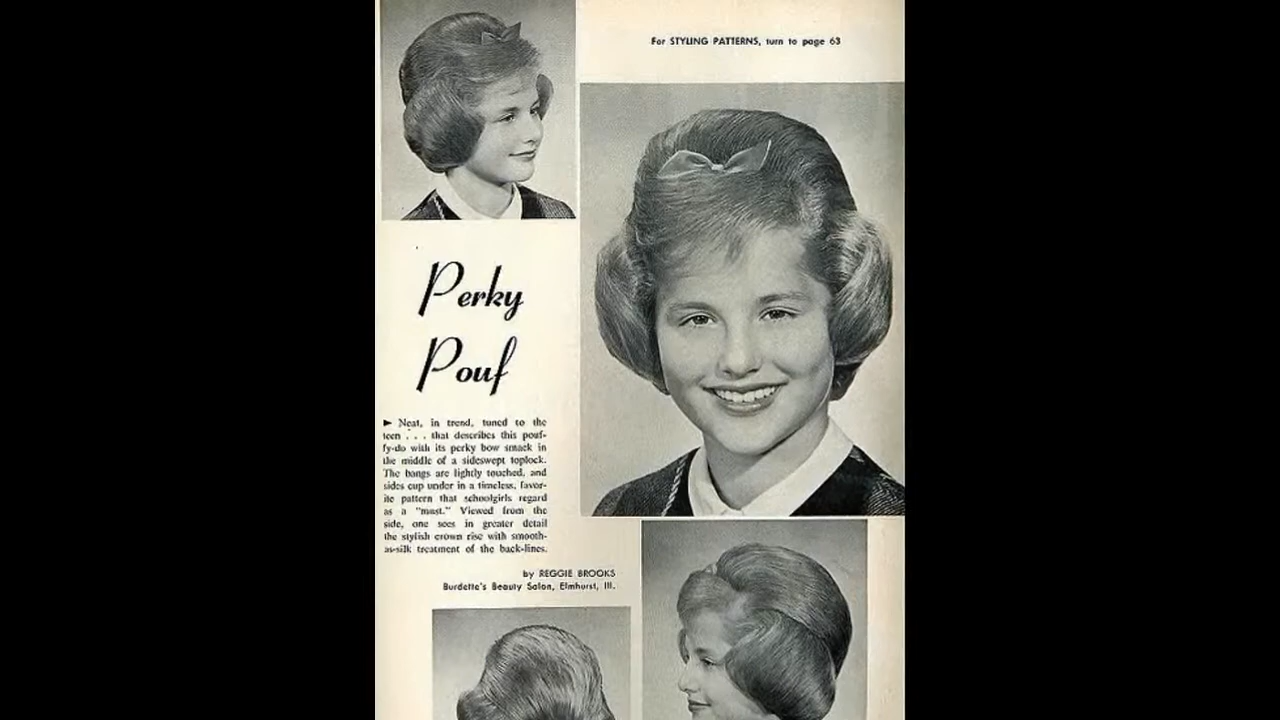 For STYLING PATTERNS, turn to page 63
Perky
Pouf
► Neat, in trend, tuned to the
teen . . . that describes this pouf-
fy-do with its perky bow smack in
the middle of a sideswept toplock.
The bangs are lightly touched, and
sides cup under in a timeless, favor-
ite pattern that schoolgirls regard
as a "must." Viewed from the
side, one sees in greater detail
the stylish crown rise with smooth-
as-silk treatment of the back-lines.
by REGGIE BROOKS
Burdette's Beauty Salon, Elmhurst, Ill.